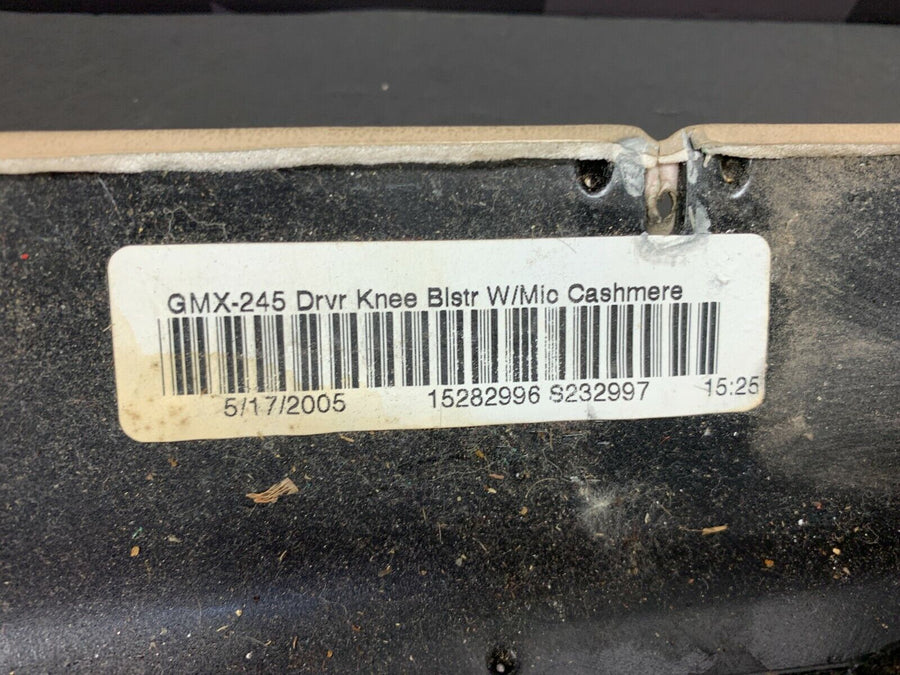 GMX-245 Drvr Knee Blstr W/Mic Cashmere
5/17/2005 15282996 S232997 15:25